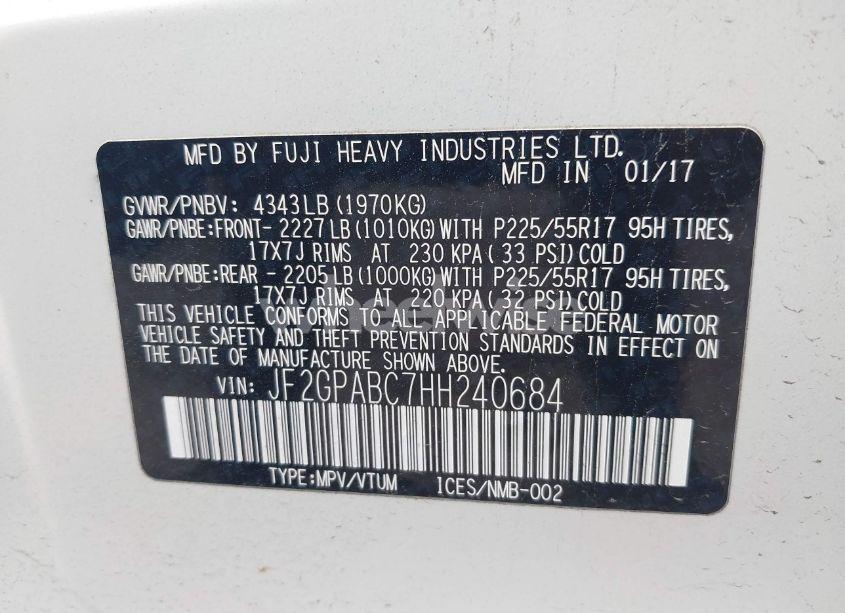 MFD BY FUJI HEAVY INDUSTRIES LTD.
MFD IN 01/17
GVWR/PNBV: 4343LB (1970KG)
GAWR/PNBE:FRONT- 2227LB (1010KG)WITH P225/55R17 95H TIRES,
17X7J RIMS AT 230 KPA ( 33 PSI)COLD
GAWR/PNBE:REAR - 2205LB (1000KG)WITH P225/55R17 95H TIRES,
17X7J RIMS AT 220 KPA ( 32 PSI)COLD
THIS VEHICLE CONFORMS TO ALL APPLICABLE FEDERAL MOTOR
VEHICLE SAFETY AND THEFT PREVENTION STANDARDS IN EFFECT ON
THE DATE OF MANUFACTURE SHOWN ABOVE.
VIN: JF2GPABC7HH240684
TYPE:MPV/VTUM ICES/NMB-002